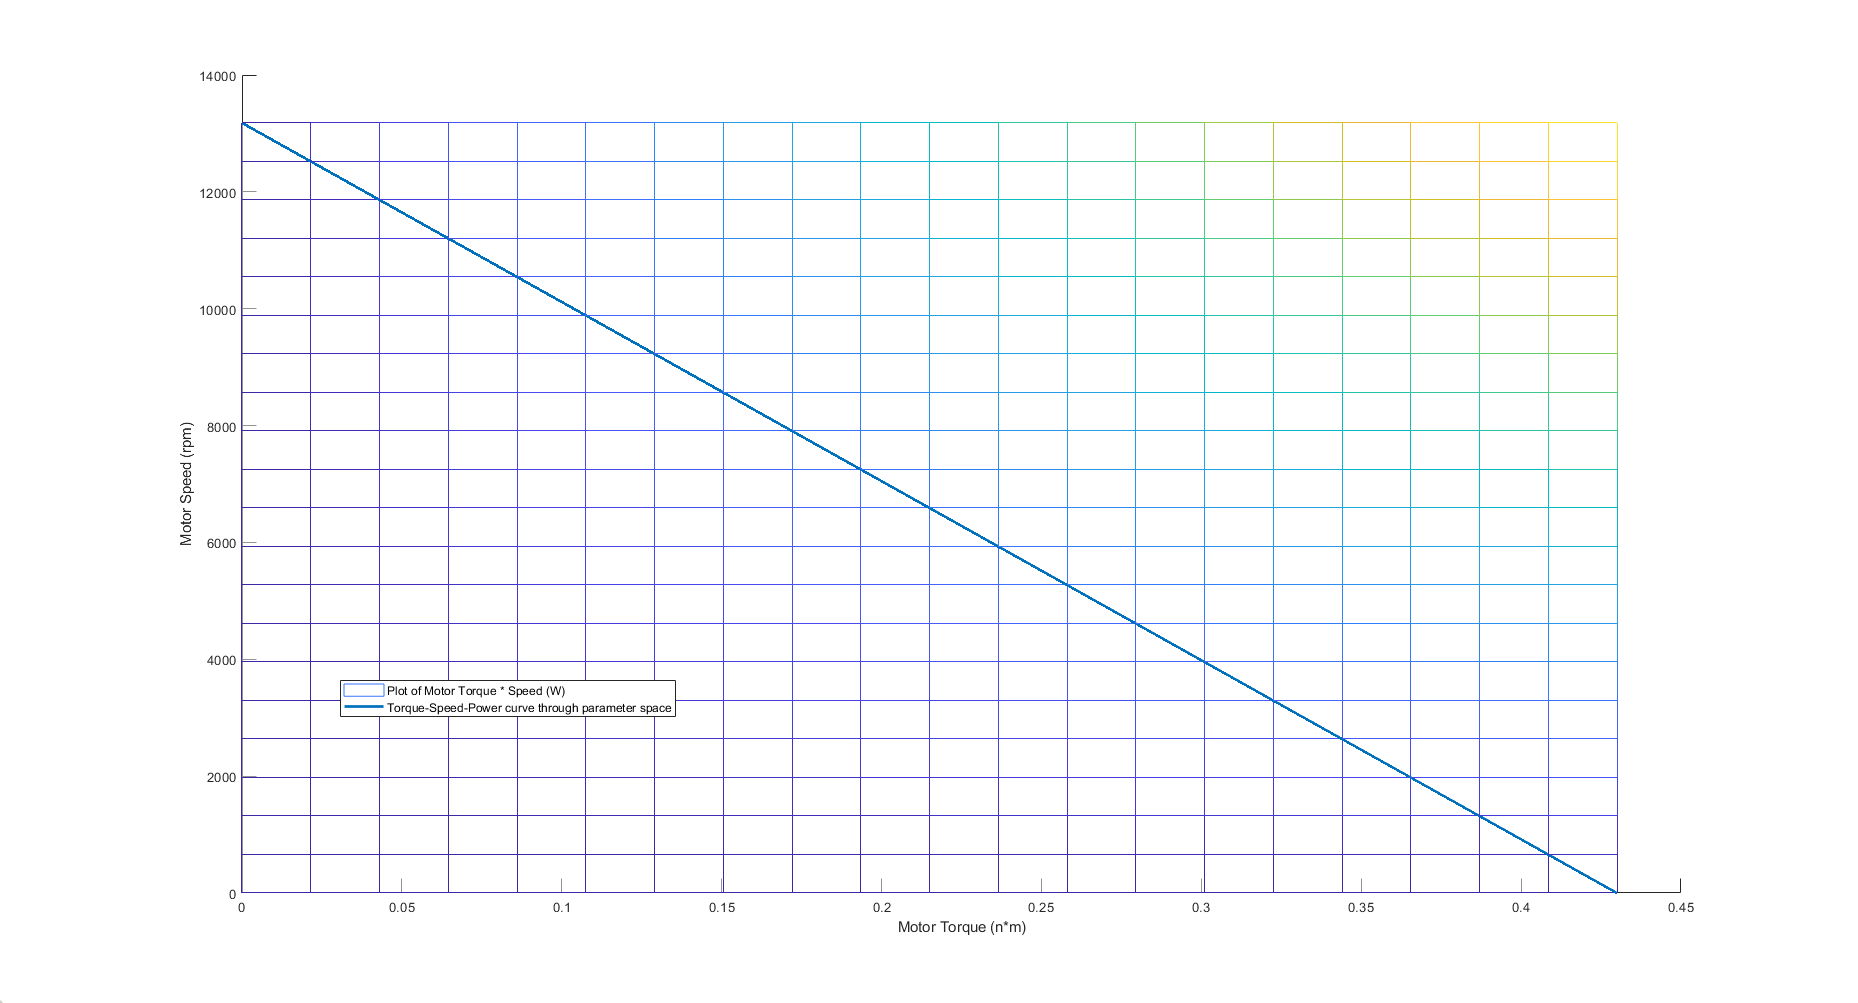 14000
12000
10000
8000
6000
4000
2000
0
Motor Speed (rpm)
Plot of Motor Torque * Speed (W)
Torque-Speed-Power curve through parameter space
0 0.05 0.1 0.15 0.2 0.25 0.3 0.35 0.4 0.45
Motor Torque (n*m)